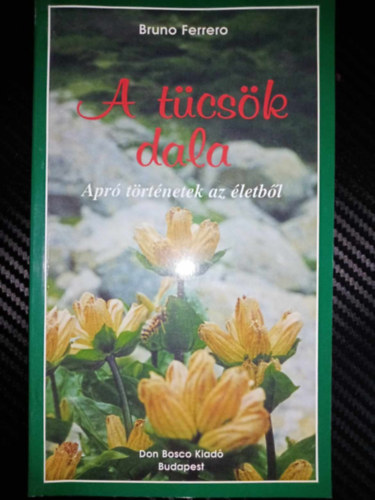 Bruno Ferrero
A tücsök
dala
Apró történetek az életből
Don Bosco Kiadó
Budapest